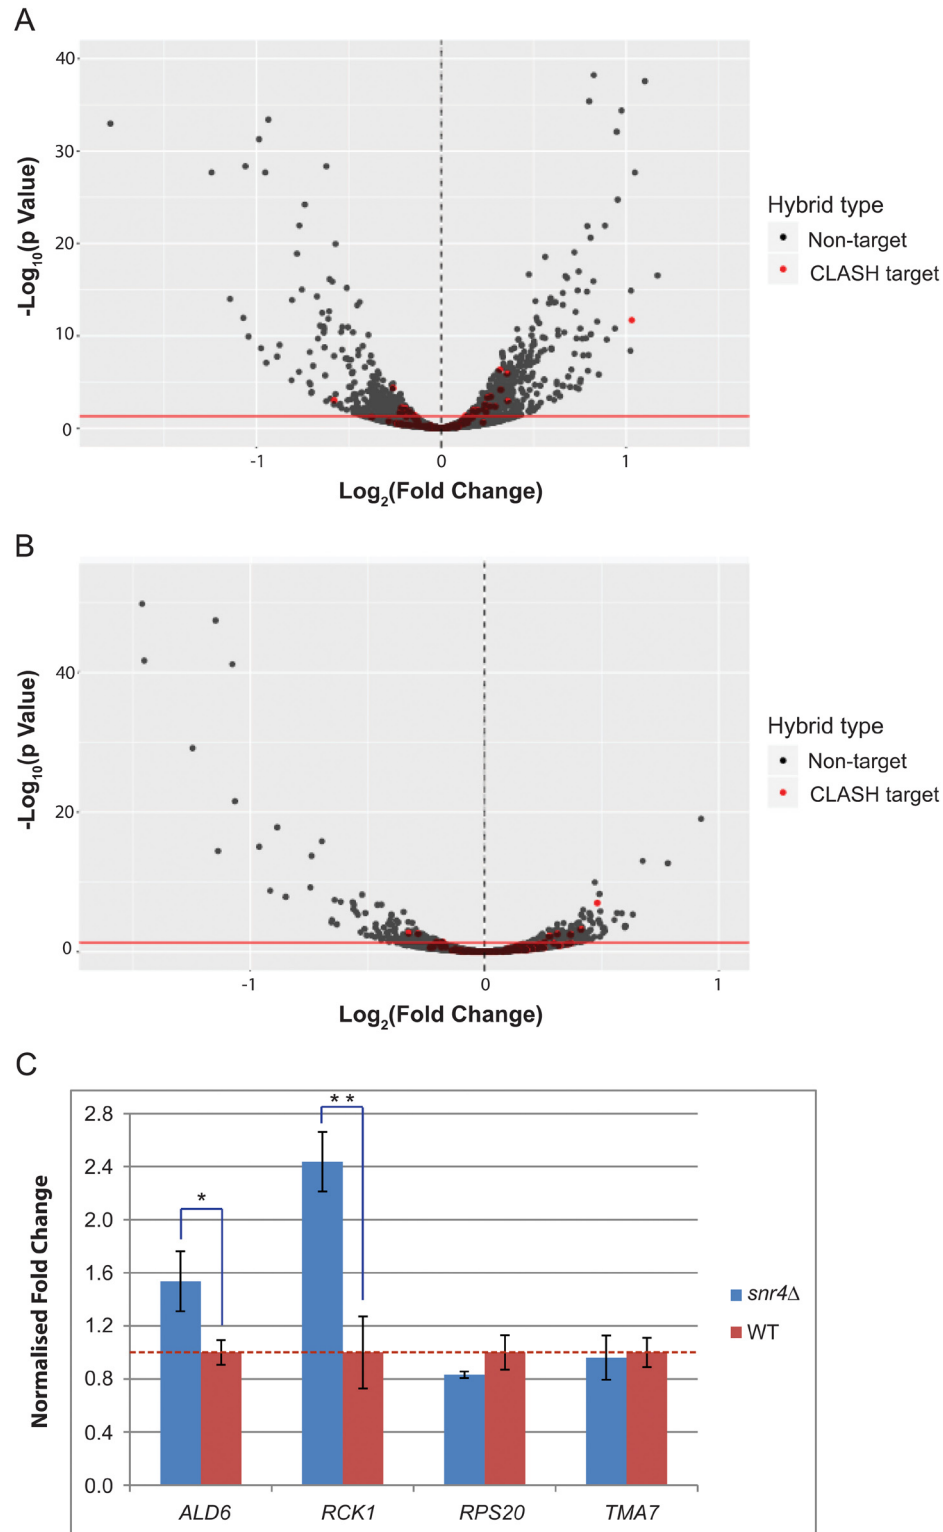 A
40
30
20
10
0
-Log10(p Value)
-1
0
1
Log2(Fold Change)
Hybrid type
Non-target
CLASH target
B
40
20
0
-Log10(p Value)
-1
0
1
Log2(Fold Change)
Hybrid type
Non-target
CLASH target
C
2.8
2.4
2.0
1.6
1.2
0.8
0.4
0.0
Normalised Fold Change
*
* *
snr4Δ
WT
ALD6 RCK1 RPS20 TMA7